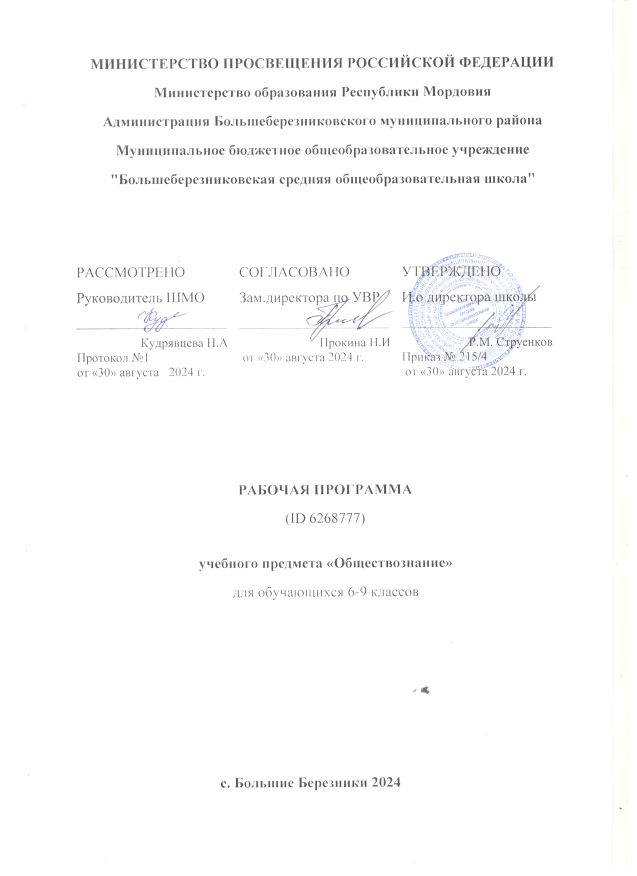 МИНИСТЕРСТВО ПРОСВЕЩЕНИЯ РОССИЙСКОЙ ФЕДЕРАЦИИ
Министерство образования Республики Мордовия
Администрация Большеберезниковского муниципального района
Муниципальное бюджетное общеобразовательное учреждение
"Большеберезниковская средняя общеобразовательная школа"
РАССМОТРЕНО
Руководитель ШМО
Кудрявцева Н.А
Протокол №1
от «30» августа 2024 г.
СОГЛАСОВАНО
Зам.директора по УВР
Прокина Н.И
от «30» августа 2024 г.
УТВЕРЖДЕНО
И.о директора школы
Р.М. Струенков
Приказ № 215/4
от «30» августа 2024 г.
РАБОЧАЯ ПРОГРАММА
(ID 6268777)
учебного предмета «Обществознание»
для обучающихся 6-9 классов
с. Большие Березники 2024